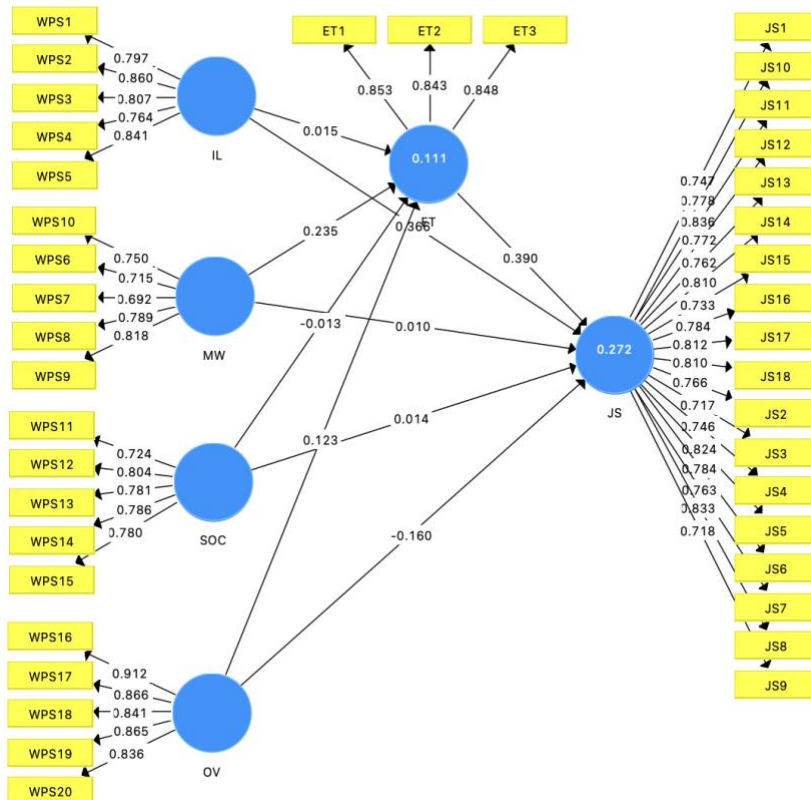 WPS1
WPS2
WPS3
WPS4
WPS5
0.797
0.860
0.807
0.764
0.841
IL
WPS10
WPS6
WPS7
WPS8
WPS9
0.750
0.715
0.692
0.789
0.818
MW
WPS11
WPS12
WPS13
WPS14
WPS15
0.724
0.804
0.781
0.786
0.780
SOC
WPS16
WPS17
WPS18
WPS19
WPS20
0.912
0.866
0.841
0.865
0.836
OV
ET1
ET2
ET3
0.853
0.843
0.848
0.111
ET
0.015
0.366
0.235
0.010
-0.013
0.014
0.123
-0.160
0.390
0.272
JS
0.747
0.778
0.836
0.772
0.762
0.810
0.733
0.784
0.812
0.810
0.766
0.717
0.746
0.824
0.784
0.763
0.833
0.718
JS1
JS10
JS11
JS12
JS13
JS14
JS15
JS16
JS17
JS18
JS2
JS3
JS4
JS5
JS6
JS7
JS8
JS9